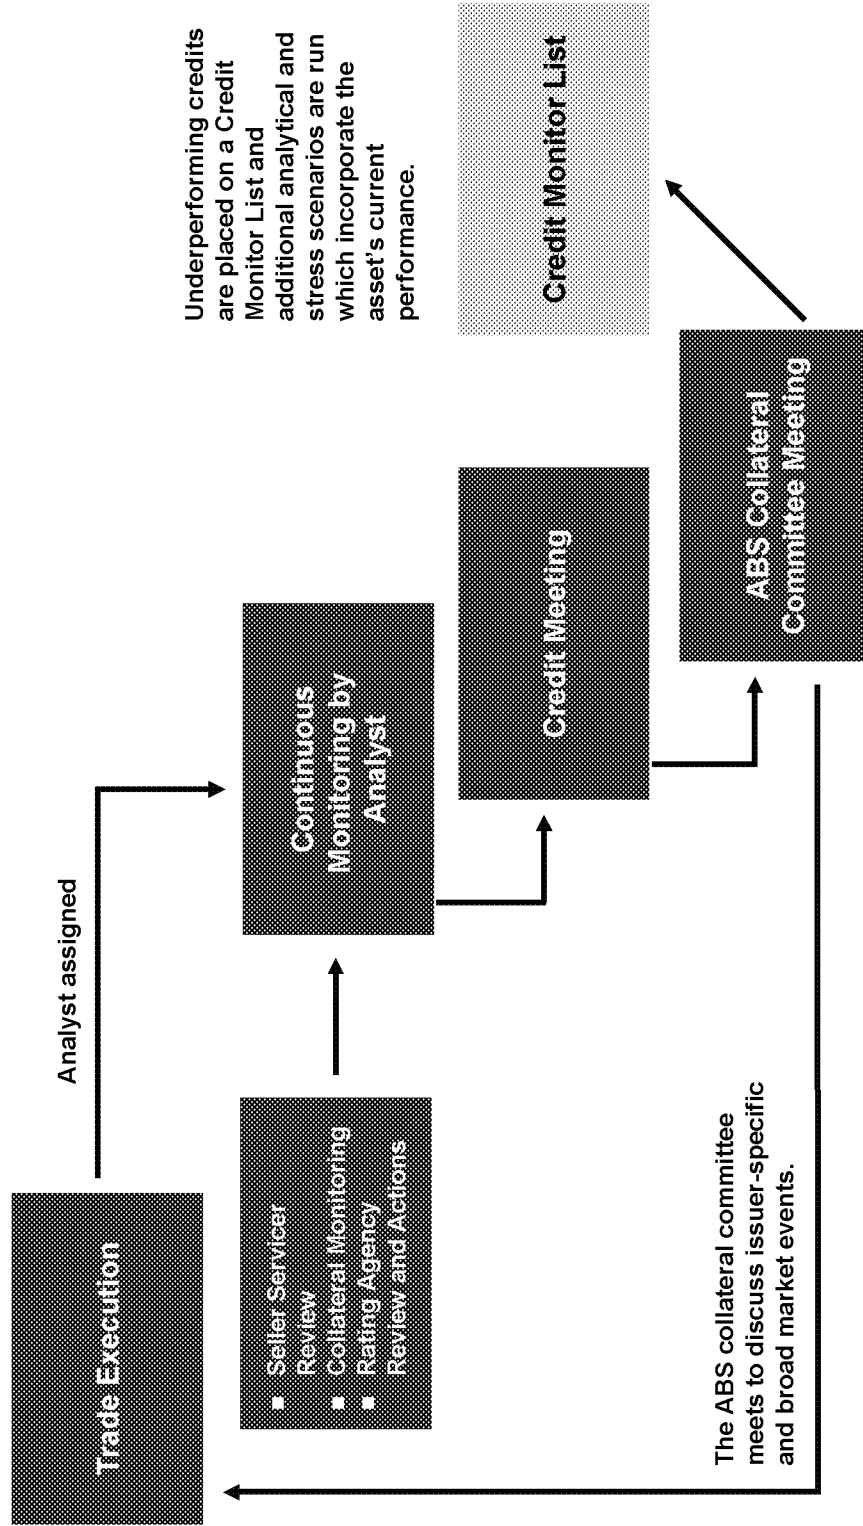 Trade Execution
Analyst assigned
Seller Servicer
Review
Collateral Monitoring
Rating Agency
Review and Actions
Continuous
Monitoring by
Analyst
Underperforming credits
are placed on a Credit
Monitor List and
additional analytical and
stress scenarios are run
which incorporate the
asset's current
performance.
Credit Meeting
Credit Monitor List
The ABS collateral committee
meets to discuss issuer-specific
and broad market events.
ABS Collateral
Committee Meeting